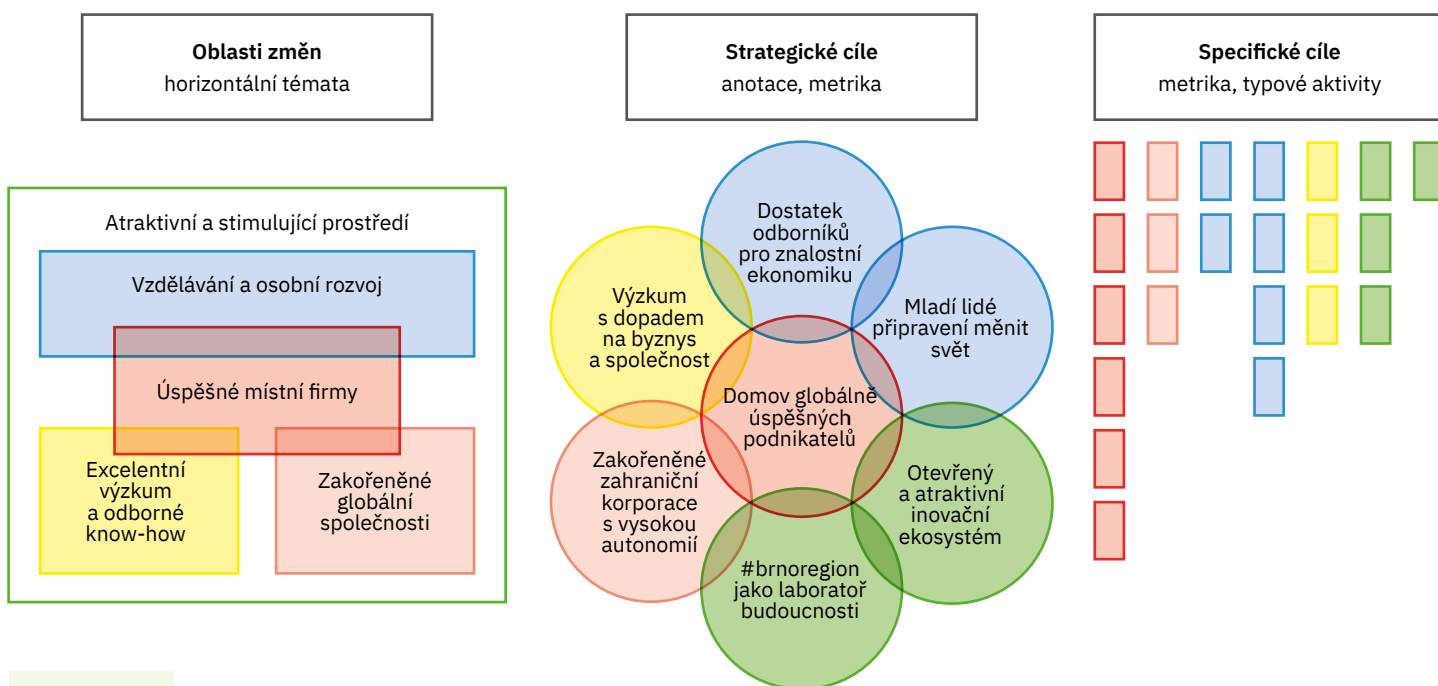 Oblasti změn
horizontální témata
Strategické cíle
anotace, metrika
Specifické cíle
metrika, typové aktivity
Atraktivní a stimulující prostředí
Vzdělávání a osobní rozvoj
Úspěšné místní firmy
Excelentní
výzkum
a odborné
know-how
Zakořeněné
globální
společnosti
Dostatek
odborníků
pro znalostní
ekonomiku
Výzkum
s dopadem
na byznys
a společnost
Mladí lidé
připravení měnit
svět
Domov globálně
úspěšných
podnikatelů
Zakořeněné
zahraniční
korporace
s vysokou
autonomií
Otevřený
a atraktivní
inovační
ekosystém
#brnoregion
jako laboratoř
budoucnosti